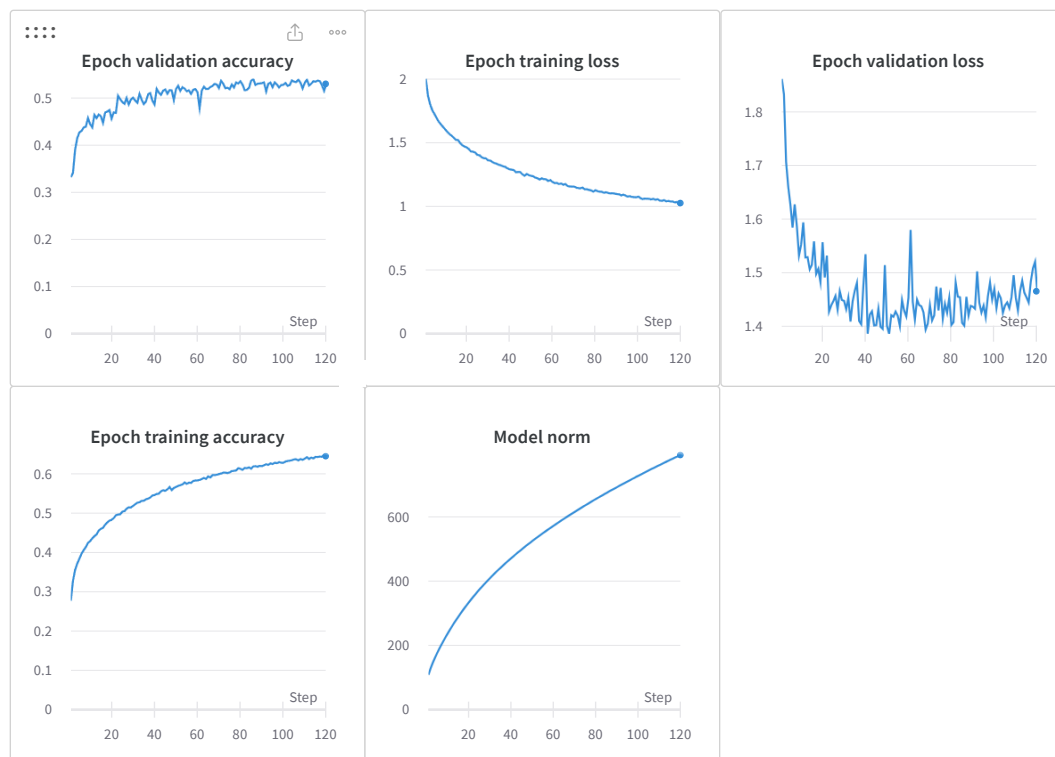 Epoch validation accuracy
0.5
0.4
0.3
0.2
0.1
0
Step
20 40 60 80 100 120
Epoch training loss
2
1.5
1
0.5
0
Step
20 40 60 80 100 120
Epoch validation loss
1.8
1.7
1.6
1.5
1.4
Step
20 40 60 80 100 120
Epoch training accuracy
0.6
0.5
0.4
0.3
0.2
0.1
0
Step
20 40 60 80 100 120
Model norm
600
400
200
0
Step
20 40 60 80 100 120